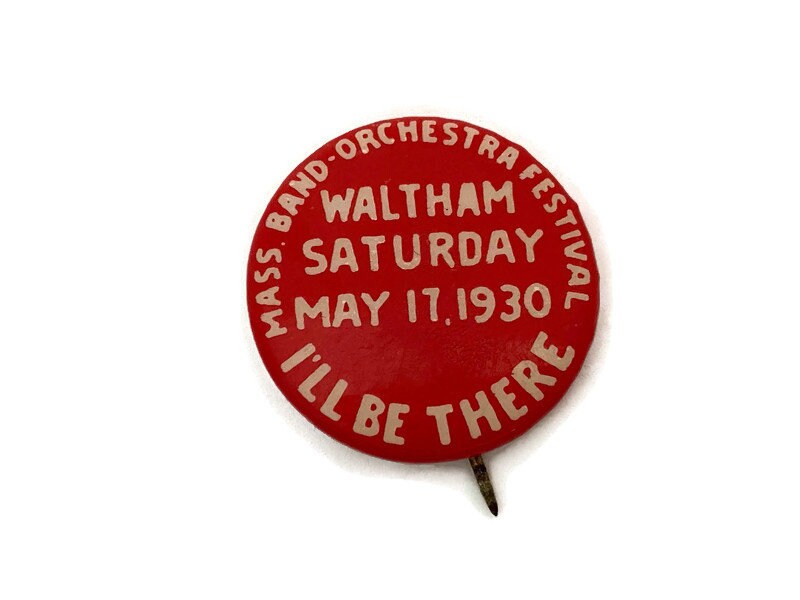 MASS. BAND-ORCHESTRA FESTIVAL
WALTHAM
SATURDAY
MAY 17, 1930
I'LL BE THERE